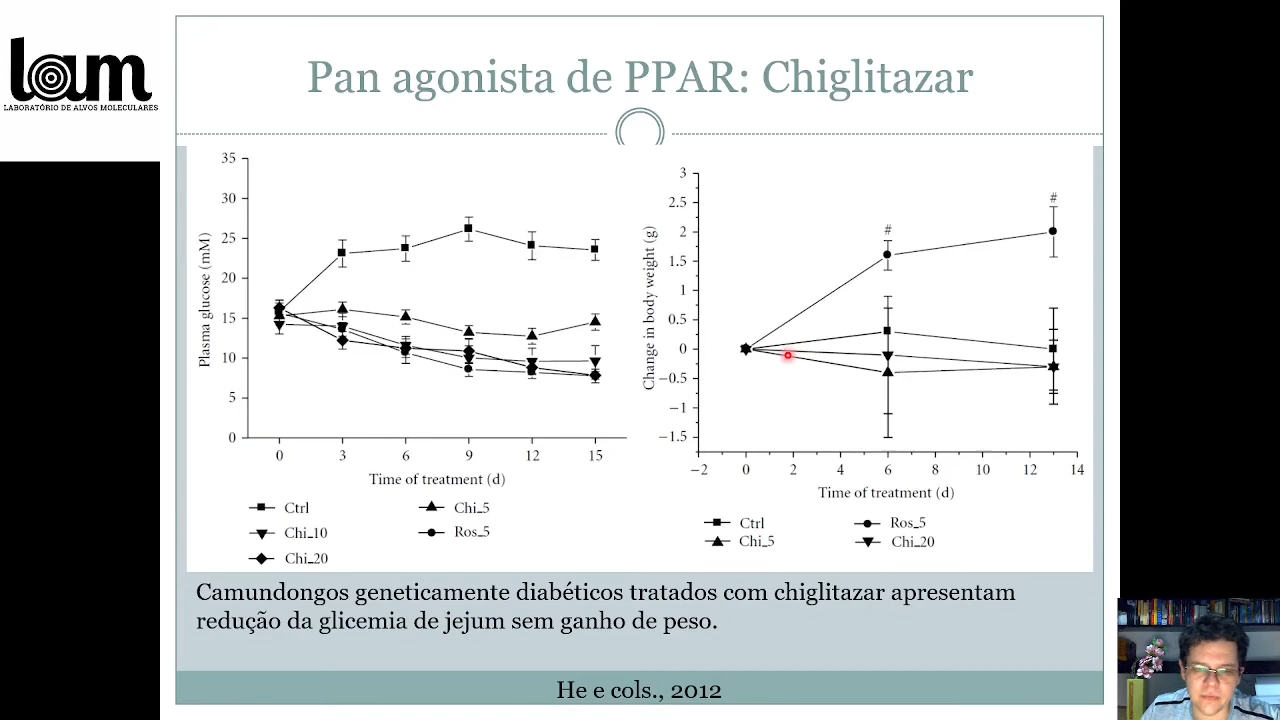 lam
LABORATÓRIO DE ALVOS MOLECULARES
Pan agonista de PPAR: Chiglitazar
35
30
25
20
15
10
5
0
Plasma glucose (mM)
0 3 6 9 12 15
Time of treatment (d)
Ctrl
Chi_5
Chi_10
Ros_5
Chi_20
3
2.5
2
1.5
1
0.5
0
−0.5
−1
−1.5
Change in body weight (g)
#
#
−2 0 2 4 6 8 10 12 14
Time of treatment (d)
Ctrl
Ros_5
Chi_5
Chi_20
Camundongos geneticamente diabéticos tratados com chiglitazar apresentam
redução da glicemia de jejum sem ganho de peso.
He e cols., 2012